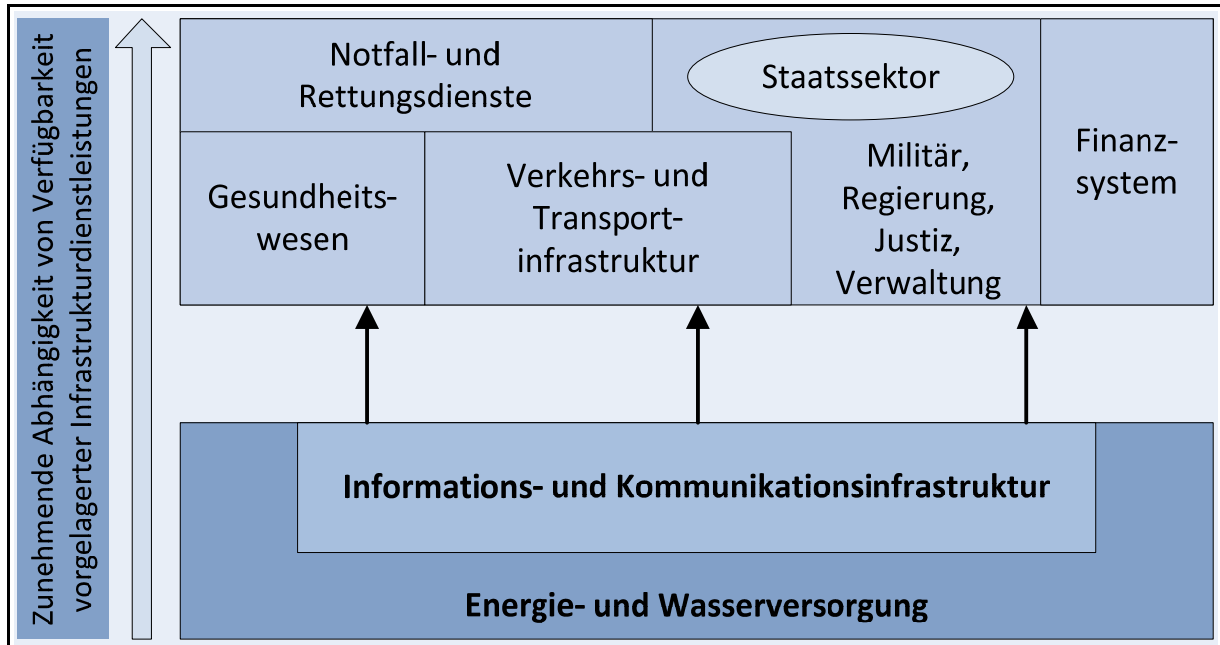 Zunehmende Abhängigkeit von Verfügbarkeit
vorgelagerter Infrastrukturdienstleistungen
Notfall- und
Rettungsdienste
Staatssektor
Finanz-
system
Gesundheits-
wesen
Verkehrs- und
Transport-
infrastruktur
Militär,
Regierung,
Justiz,
Verwaltung
Informations- und Kommunikationsinfrastruktur
Energie- und Wasserversorgung